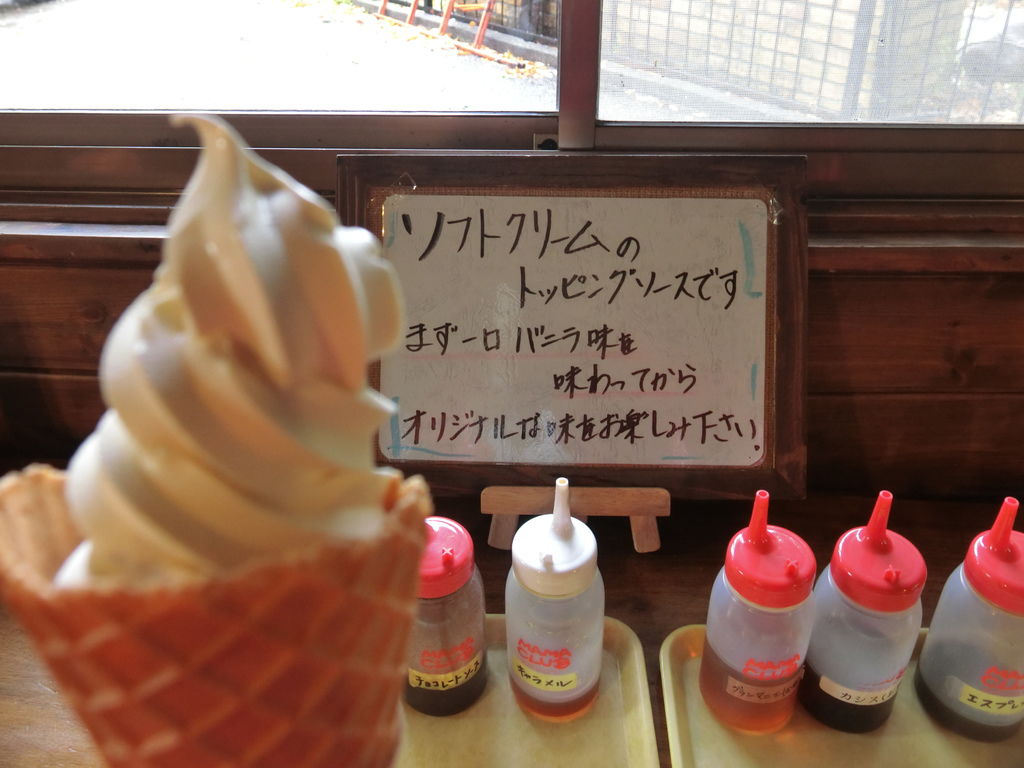 ソフトクリームの
トッピングソースです
まず一口 バニラ味を
味わってから
オリジナルな味をお楽しみ下さい。
MAMA
CLUB
チョコレートソース
MAMA
CLUB
キャラメル
MAMA
CLUB
カシス
MAMA
CLUB
エスプレ